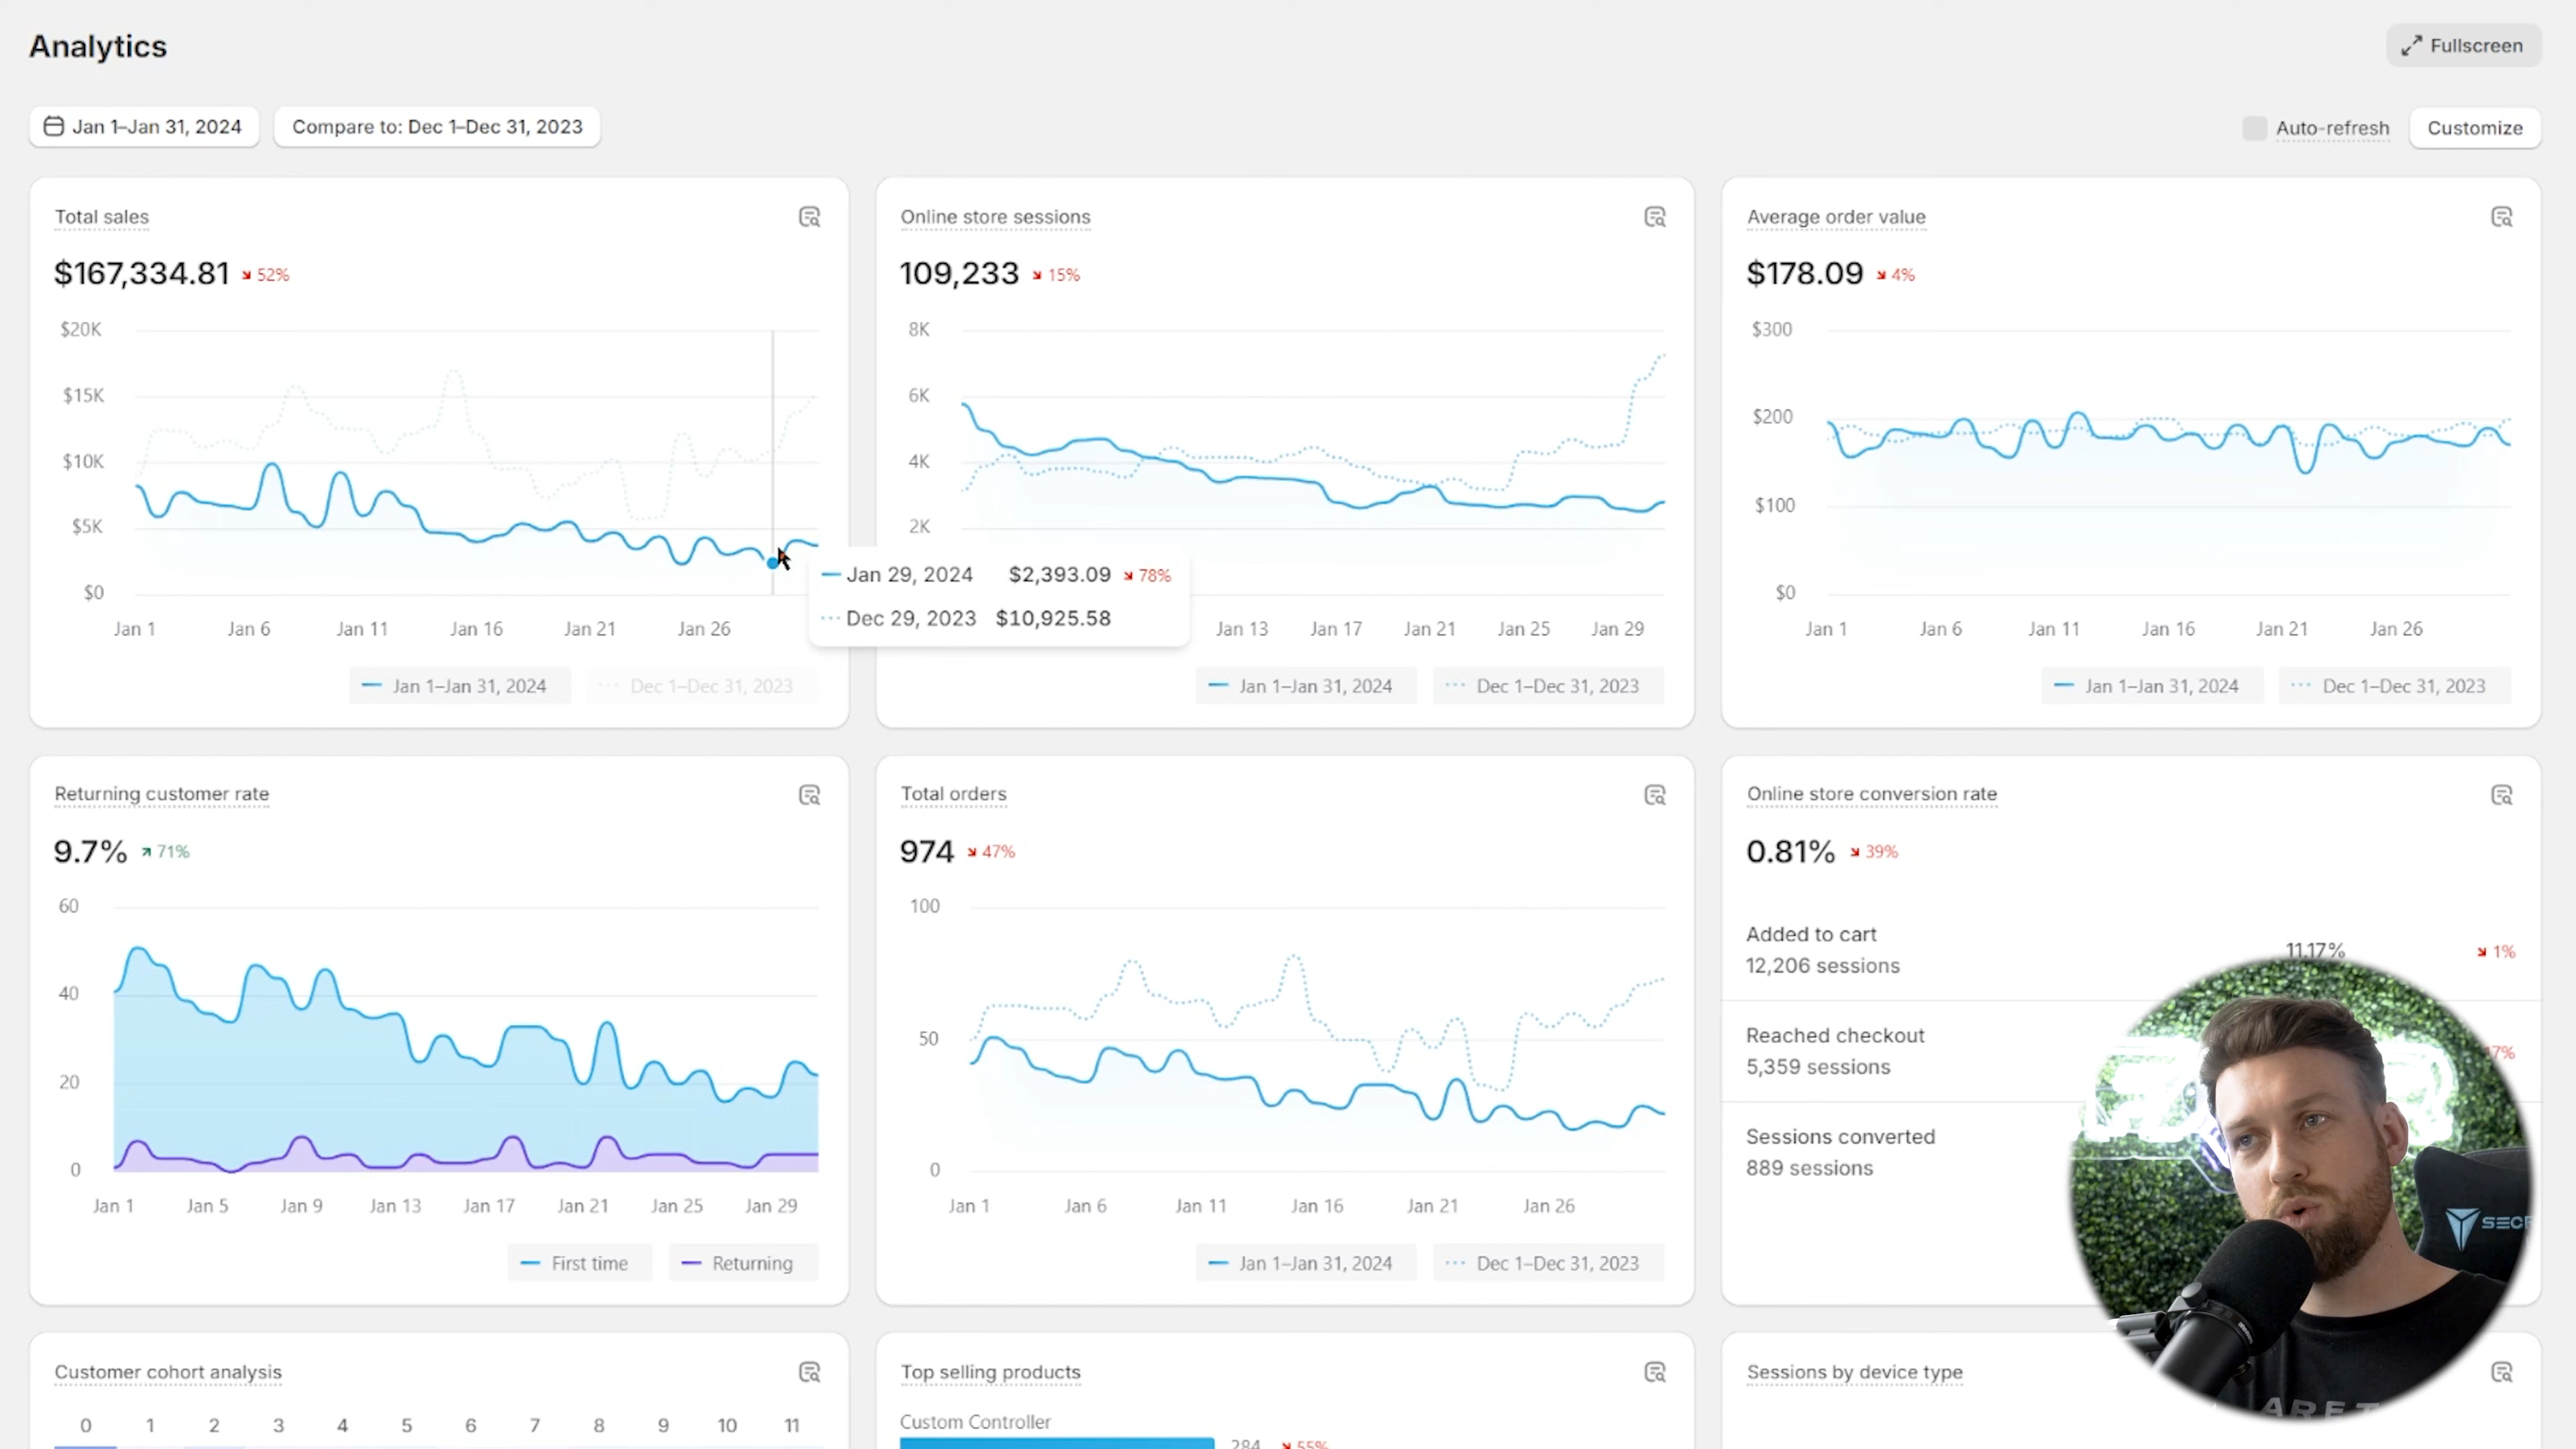 Analytics
Fullscreen
Jan 1–Jan 31, 2024
Compare to: Dec 1–Dec 31, 2023
Auto-refresh
Customize
Total sales
$167,334.81 52%
$20K
$15K
$10K
$5K
$0
Jan 1 Jan 6 Jan 11 Jan 16 Jan 21 Jan 26
Jan 1–Jan 31, 2024 Dec 1–Dec 31, 2023
Jan 29, 2024 $2,393.09 78%
Dec 29, 2023 $10,925.58
Online store sessions
109,233 15%
8K
6K
4K
2K
Jan 13 Jan 17 Jan 21 Jan 25 Jan 29
Jan 1–Jan 31, 2024 Dec 1–Dec 31, 2023
Average order value
$178.09 4%
$300
$200
$100
$0
Jan 1 Jan 6 Jan 11 Jan 16 Jan 21 Jan 26
Jan 1–Jan 31, 2024 Dec 1–Dec 31, 2023
Returning customer rate
9.7% 71%
60
40
20
0
Jan 1 Jan 5 Jan 9 Jan 13 Jan 17 Jan 21 Jan 25 Jan 29
First time Returning
Total orders
974 47%
100
50
0
Jan 1 Jan 6 Jan 11 Jan 16 Jan 21 Jan 26
Jan 1–Jan 31, 2024 Dec 1–Dec 31, 2023
Online store conversion rate
0.81% 39%
Added to cart
12,206 sessions
11.17% 1%
Reached checkout
5,359 sessions
Sessions converted
889 sessions
Customer cohort analysis
0 1 2 3 4 5 6 7 8 9 10 11
Top selling products
Custom Controller
284 55%
Sessions by device type